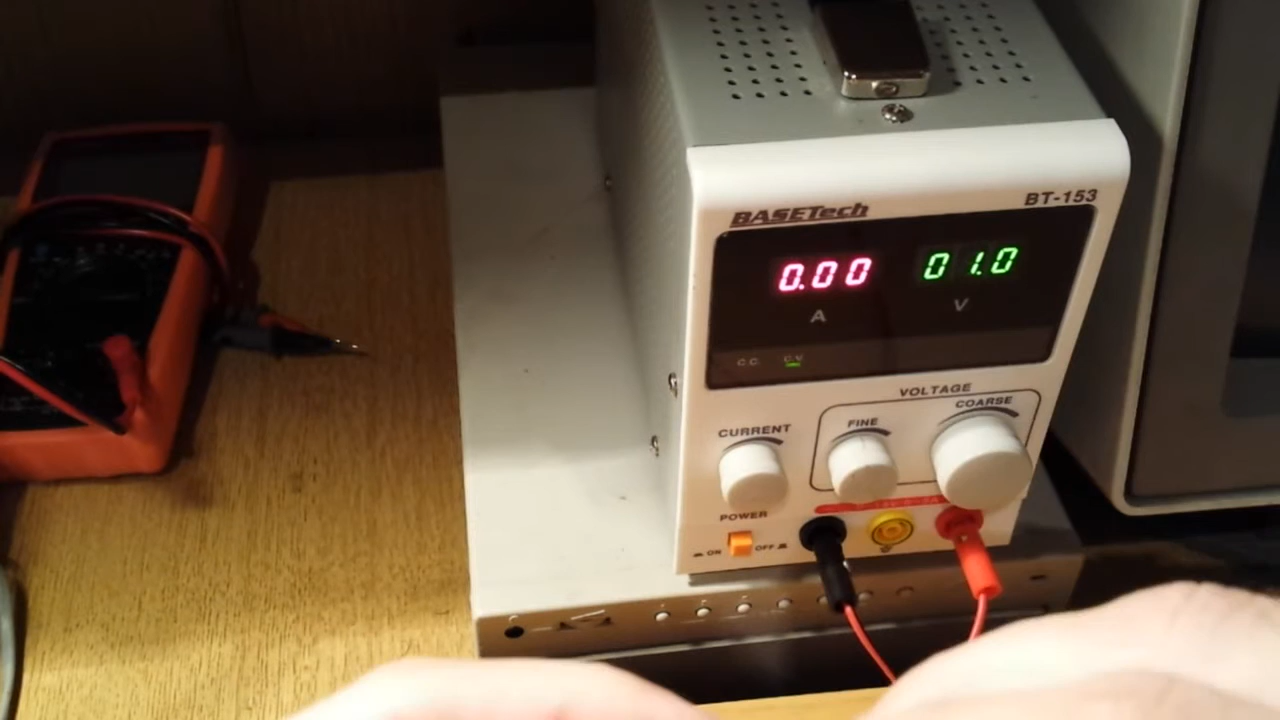 BASETech
BT-153
0.00
01.0
A
V
C.C.
C.V
VOLTAGE
CURRENT
FINE
COARSE
POWER
ON
OFF